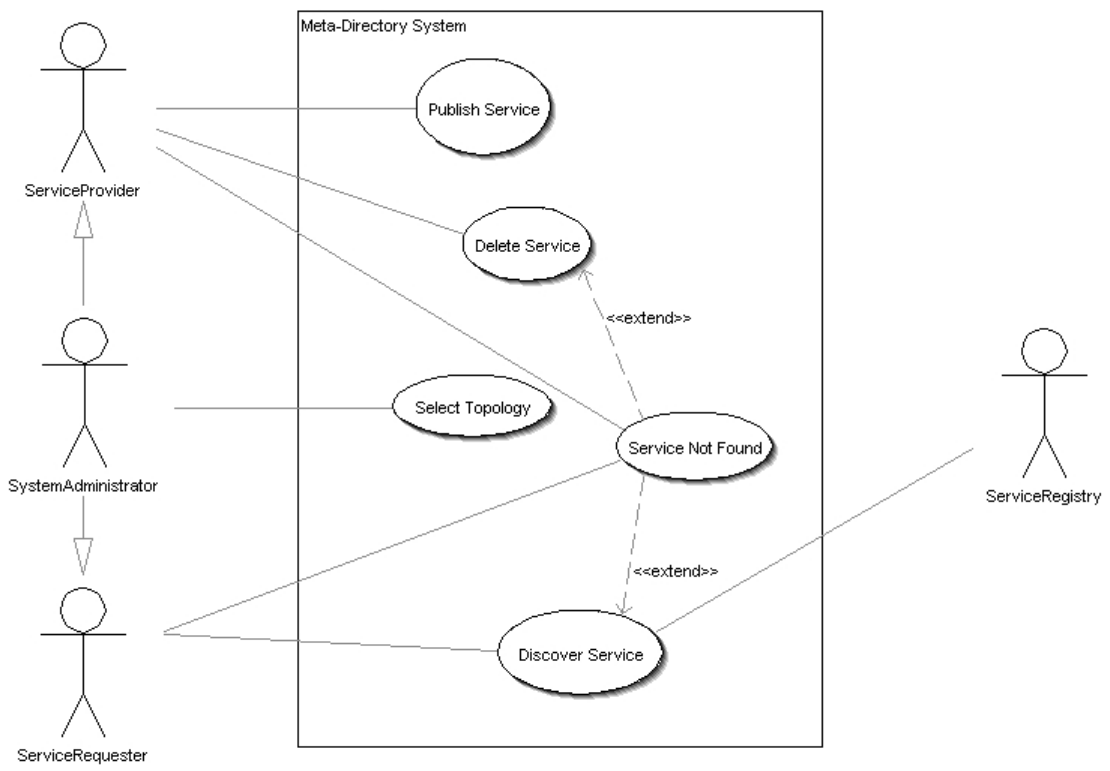 Meta-Directory System
Publish Service
ServiceProvider
Delete Service
<<extend>>
Select Topology
Service Not Found
SystemAdministrator
ServiceRegistry
<<extend>>
Discover Service
ServiceRequester